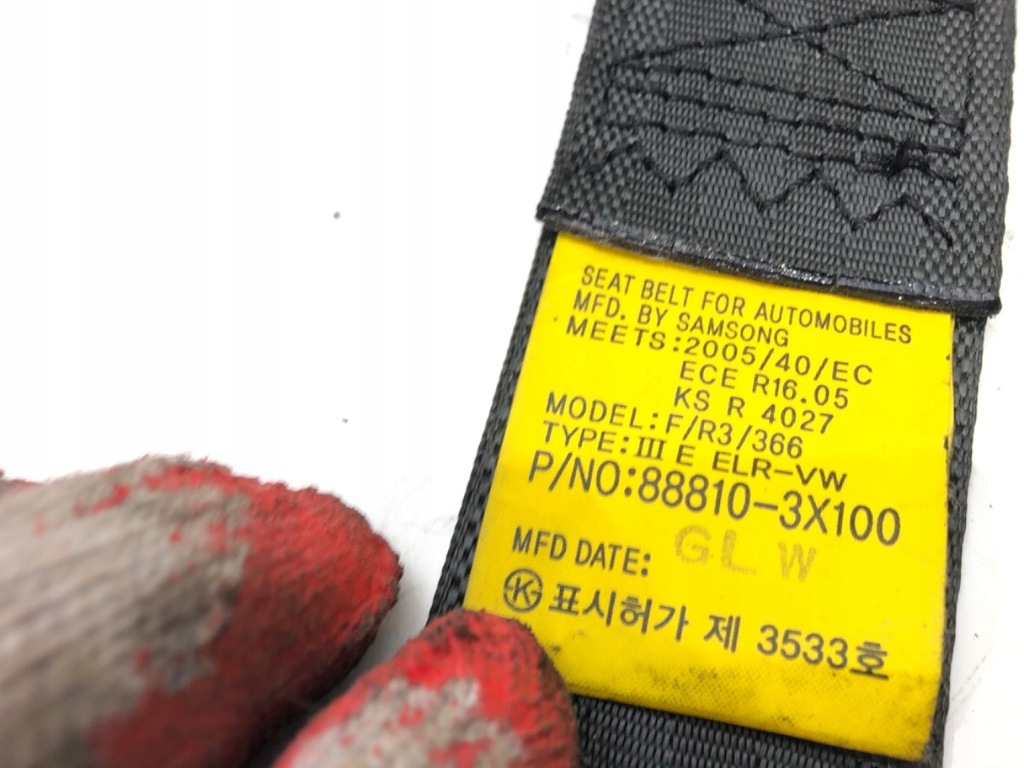 SEAT BELT FOR AUTOMOBILES
MFD. BY SAMSONG
MEETS:2005/40/EC
ECE R16.05
KS R 4027
MODEL:F/R3/366
TYPE:III E ELR-VW
P/NO:88810-3X100
MFD DATE: GLW
K 표시허가 제 3533호